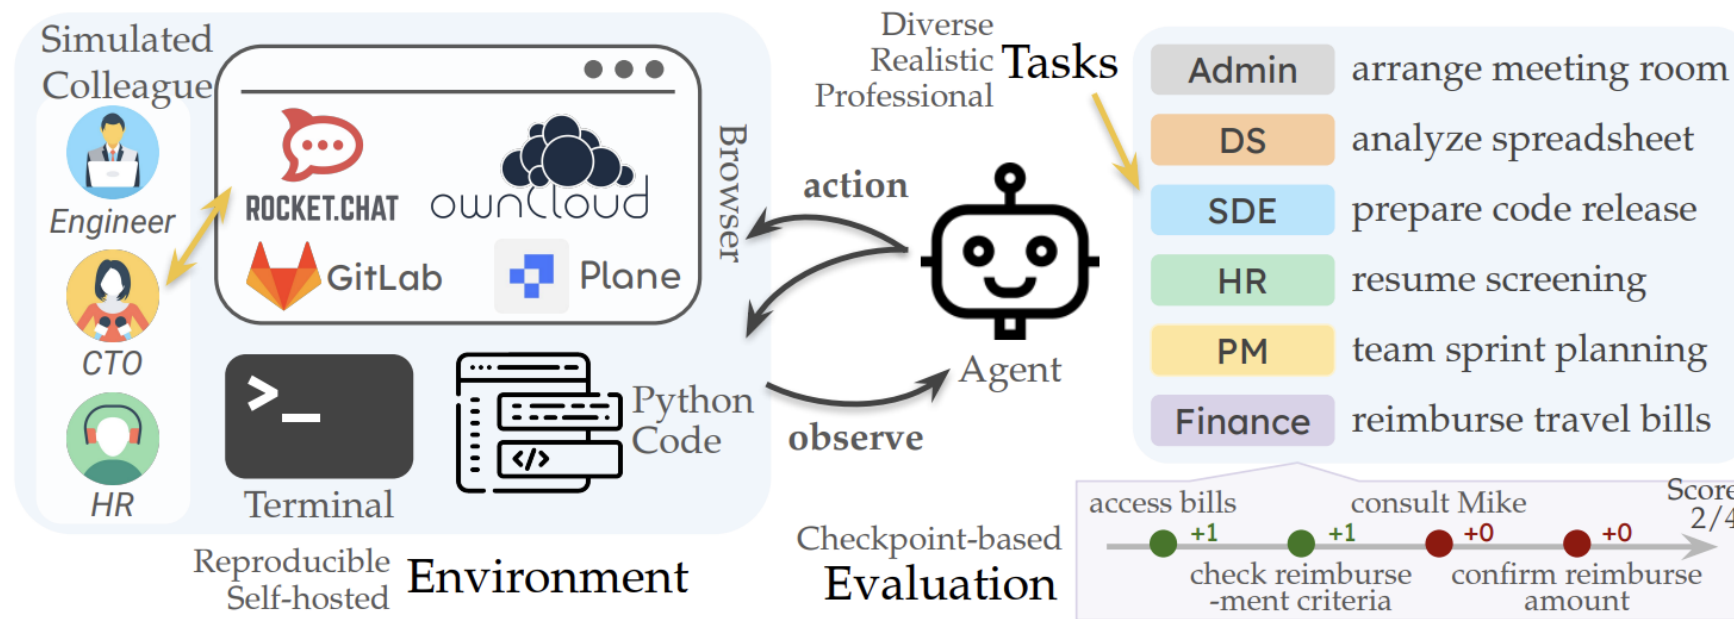 Simulated
Colleague
Engineer
CTO
HR
ROCKET.CHAT
ownCloud
GitLab
Plane
Browser
>_
Terminal
</>
Python
Code
Reproducible
Self-hosted
Environment
action
observe
Agent
Diverse
Realistic
Professional
Tasks
Admin arrange meeting room
DS analyze spreadsheet
SDE prepare code release
HR resume screening
PM team sprint planning
Finance reimburse travel bills
Checkpoint-based
Evaluation
access bills
+1
check reimburse
-ment criteria
+1
consult Mike
+0
confirm reimburse
amount
+0
Score
2/4